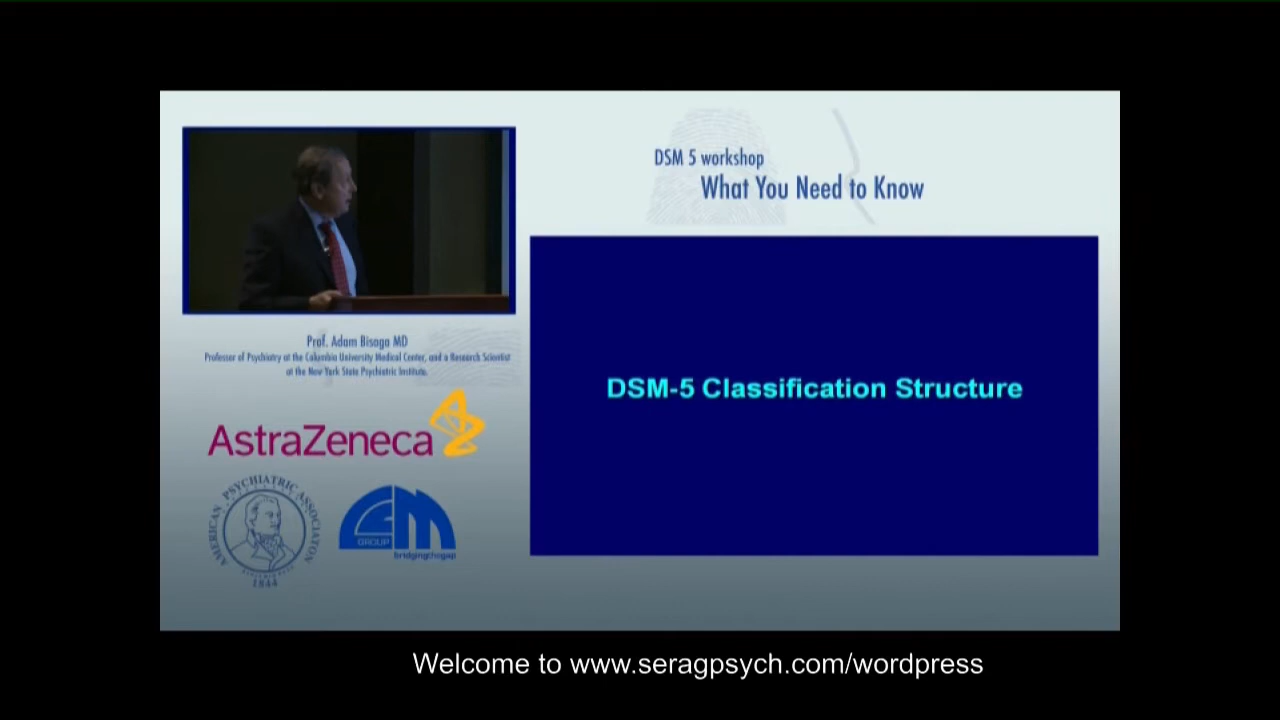 DSM 5 workshop
What You Need to Know
DSM-5 Classification Structure
Prof. Adam Bisaga MD
Professor of Psychiatry at the Columbia University Medical Center, and a Research Scientist
at the New York State Psychiatric Institute.
AstraZeneca
AMERICAN PSYCHIATRIC ASSOCIATION
1844
GROUP
bridgingthegap
Welcome to www.seragpsych.com/wordpress